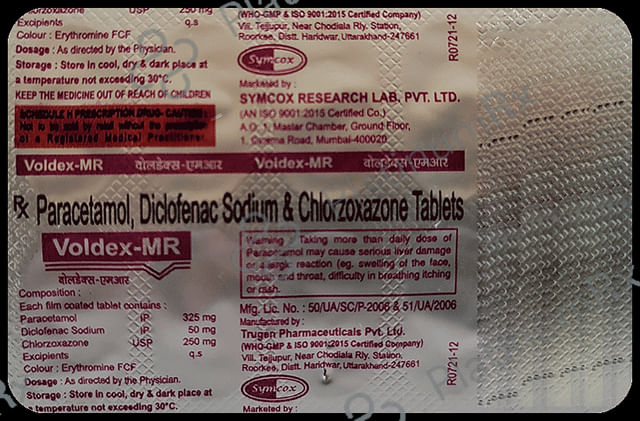 Chlorzoxazone USP 250 mg
Excipients q.s
Colour : Erythromine FCF
Dosage : As directed by the Physician.
Storage : Store in cool, dry & dark place at
a temperature not exceeding 30°C.
KEEP THE MEDICINE OUT OF REACH OF CHILDREN
SCHEDULE H PRESCRIPTION DRUG- CAUTION :
Not to be sold by retail without the prescription
of a Registered Medical Practitioner.
(WHO-GMP & ISO 9001:2015 Certified Company)
Vill. Tejjupur, Near Chodiala Rly. Station,
Roorkee, Distt. Haridwar, Uttarakhand-247661
Symcox
Marketed by :
SYMCOX RESEARCH LAB. PVT. LTD.
(AN ISO 9001:2015 Certified Co.)
A.O. 1, Master Chamber, Ground Floor,
1, Cinema Road, Mumbai-400020
R0721-12
Voldex-MR वोलडेक्स-एमआर Voldex-MR वोलडेक्स-एमआर
Rx Paracetamol, Diclofenac Sodium & Chlorzoxazone Tablets
Voldex-MR
वोलडेक्स-एमआर
Composition :
Each film coated tablet contains :
Paracetamol IP 325 mg
Diclofenac Sodium IP 50 mg
Chlorzoxazone USP 250 mg
Excipients q.s
Colour : Erythromine FCF
Dosage : As directed by the Physician.
Storage : Store in cool, dry & dark place at
a temperature not exceeding 30°C.
Warning : Taking more than daily dose of
Paracetamol may cause serious liver damage
or allergic reaction (eg. swelling of the face,
mouth and throat, difficulty in breathing itching
or rash.
Mfg. Lic. No. : 50/UA/SC/P-2006 & 51/UA/2006
Manufactured by :
Trugen Pharmaceuticals Pvt. Ltd.
(WHO-GMP & ISO 9001:2015 Certified Company)
Vill. Tejjupur, Near Chodiala Rly. Station,
Roorkee, Distt. Haridwar, Uttarakhand-247661
Symcox
Marketed by :
R0721-12